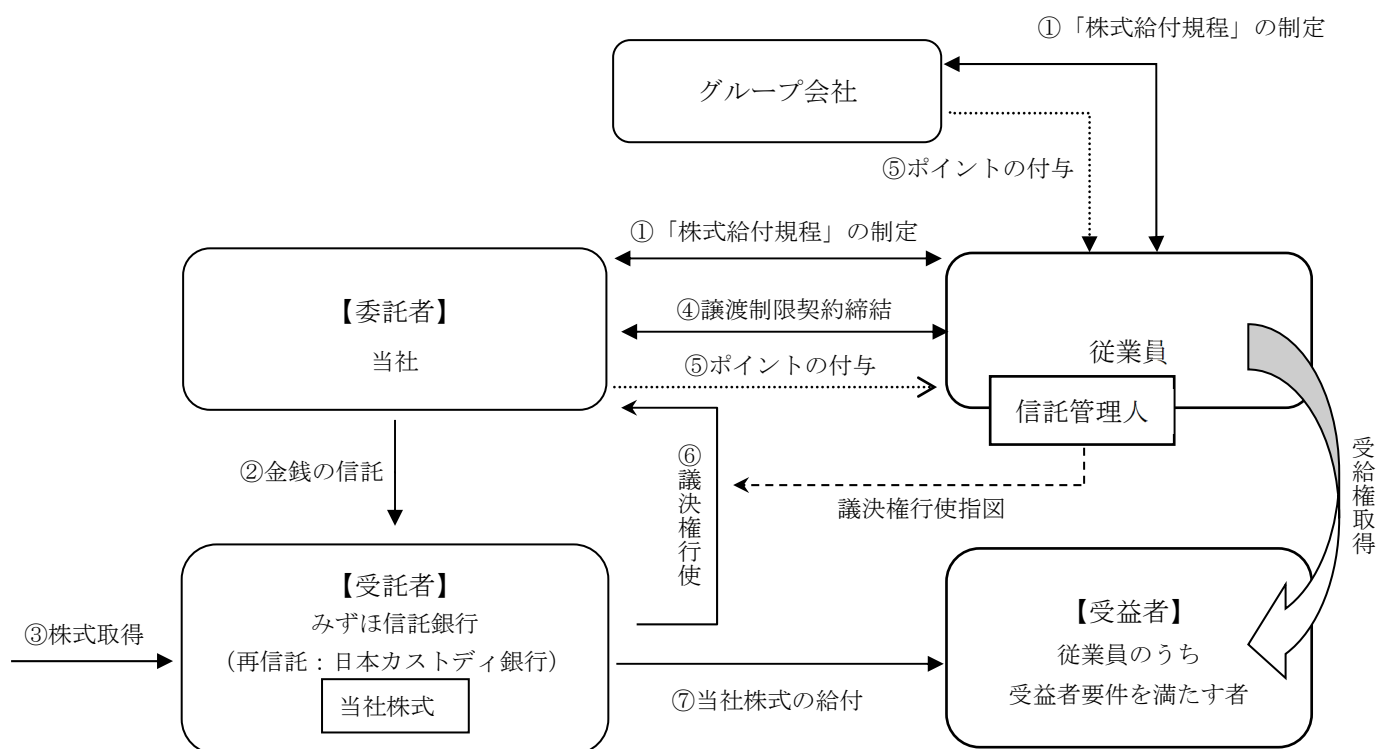 ①「株式給付規程」の制定
グループ会社
⑤ポイントの付与
①「株式給付規程」の制定
【委託者】
当社
④譲渡制限契約締結
⑤ポイントの付与
従業員
信託管理人
②金銭の信託
⑥議決権行使
議決権行使指図
受給権取得
③株式取得
【受託者】
みずほ信託銀行
（再信託：日本カストディ銀行）
当社株式
⑦当社株式の給付
【受益者】
従業員のうち
受益者要件を満たす者